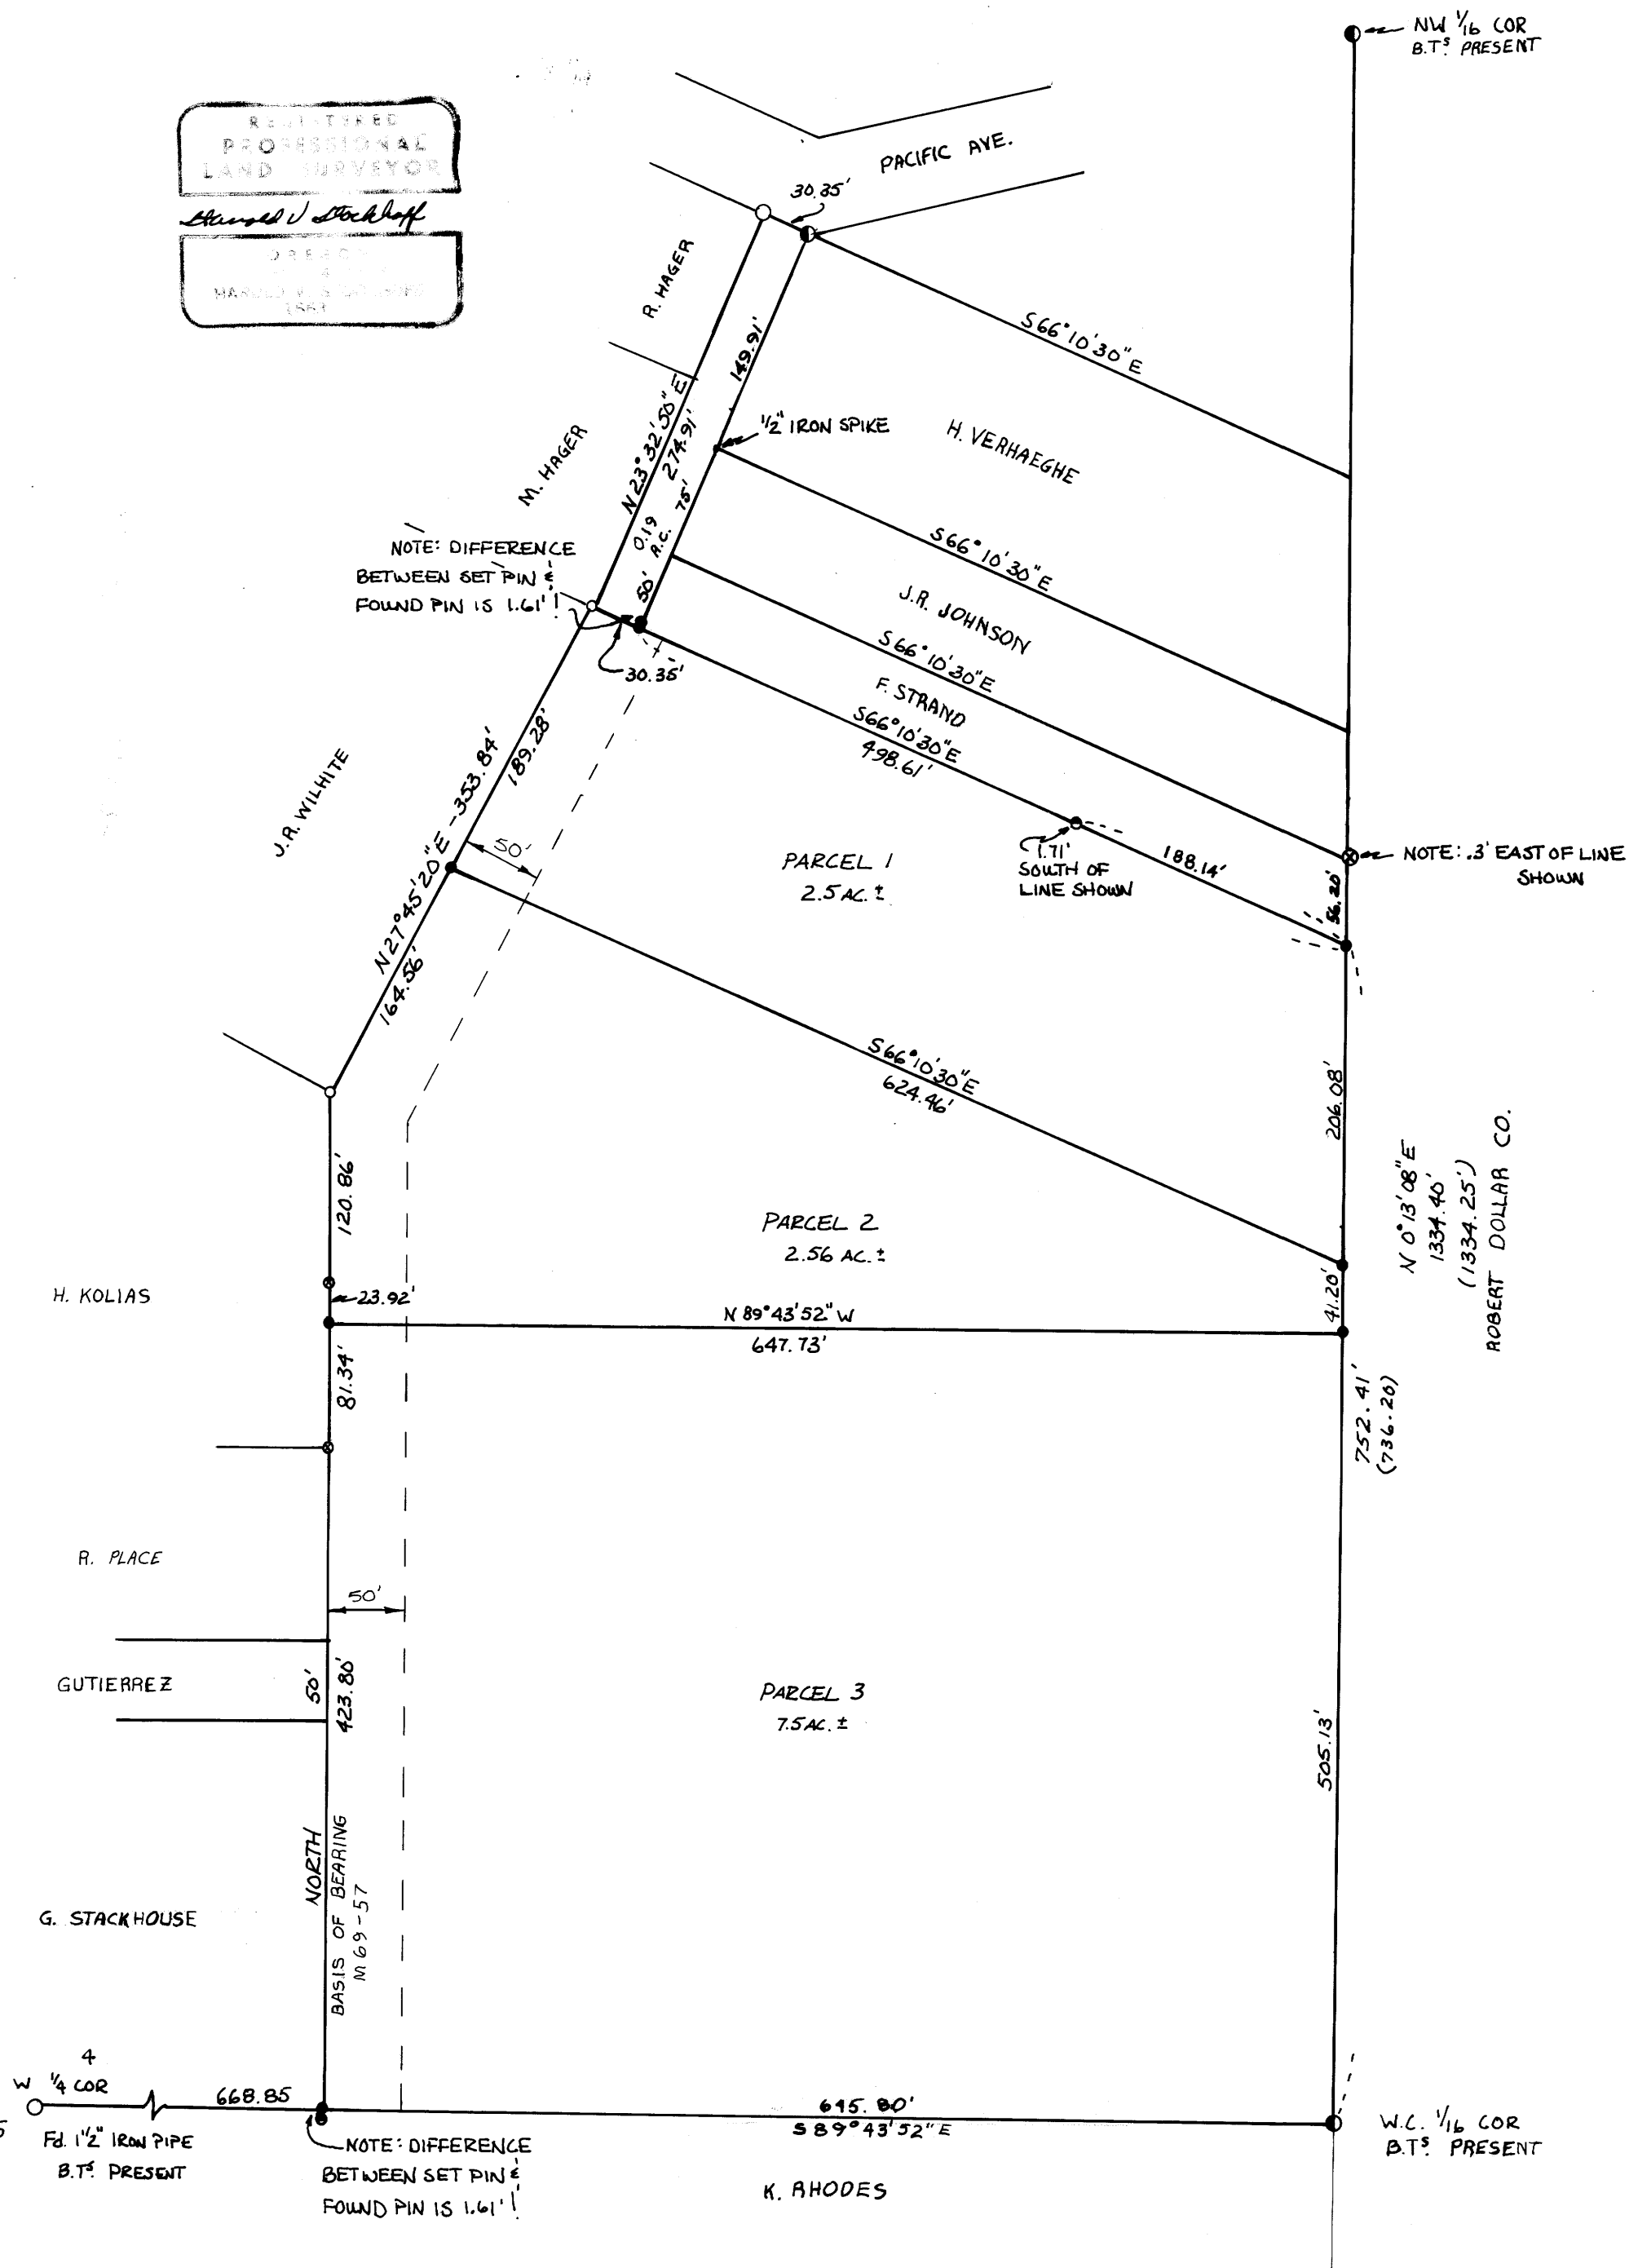 NW 1/16 COR
B.Tˢ. PRESENT
REGISTERED
PROFESSIONAL
LAND SURVEYOR
OREGON
PACIFIC AVE.
30.35'
R. HAGER
S66°10'30"E
149.91'
N23°32'50"E
274.91'
1/2" IRON SPIKE
H. VERHAEGHE
M. HAGER
0.19
A.C.
75'
NOTE: DIFFERENCE
BETWEEN SET PIN &
FOUND PIN IS 1.61'!
50'
S66°10'30"E
J.R. JOHNSON
S66°10'30"E
F. STRAND
30.35'
S66°10'30"E
498.61'
J.R. WILHITE
N27°45'20"E - 353.84'
189.28'
50'
PARCEL 1
2.5 AC. ±
1.71'
SOUTH OF
LINE SHOWN
188.14'
NOTE: .3' EAST OF LINE
SHOWN
56.20'
164.56'
S66°10'30"E
624.46'
206.08'
N 0°13'08"E
1334.40'
(1334.25')
ROBERT DOLLAR CO.
120.86'
PARCEL 2
2.56 AC. ±
H. KOLIAS
23.92'
N 89°43'52" W
647.73'
41.20'
81.34'
752.41'
(736.20)
R. PLACE
50'
GUTIERREZ
50'
423.80'
PARCEL 3
7.5 AC. ±
505.13'
NORTH
BASIS OF BEARING
M 69-57
G. STACKHOUSE
4
W 1/4 COR
5
668.85
645.80'
S 89°43'52" E
Fd. 1 1/2" IRON PIPE
B.Tˢ. PRESENT
NOTE: DIFFERENCE
BETWEEN SET PIN &
FOUND PIN IS 1.61'!
K. RHODES
W.C. 1/16 COR
B.Tˢ. PRESENT